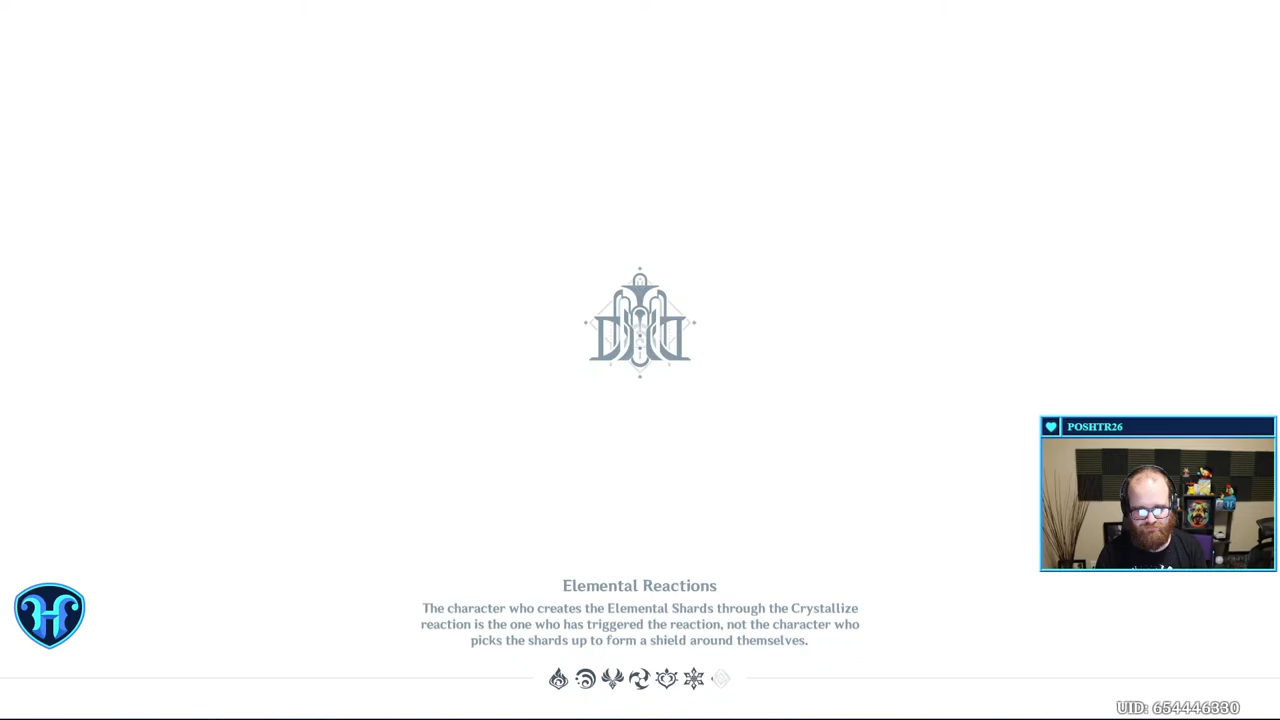 POSHTR26
Elemental Reactions
The character who creates the Elemental Shards through the Crystallize
reaction is the one who has triggered the reaction, not the character who
picks the shards up to form a shield around themselves.
UID: 654446330